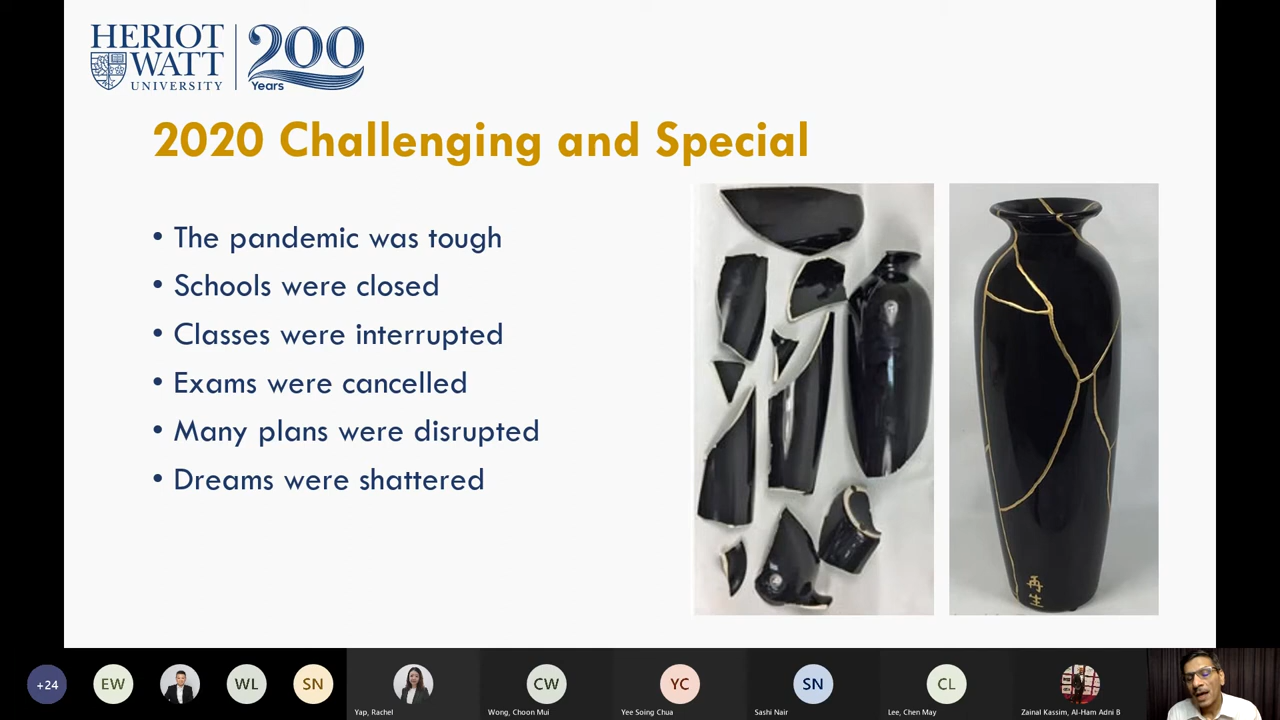 HERIOT
WATT
UNIVERSITY
200
Years
2020 Challenging and Special
• The pandemic was tough
• Schools were closed
• Classes were interrupted
• Exams were cancelled
• Many plans were disrupted
• Dreams were shattered
再
生
+24
EW
WL
SN
Yap, Rachel
CW
Wong, Choon Mui
YC
Yee Soing Chua
SN
Sashi Nair
CL
Lee, Chen May
Zainal Kassim, Al-Ham Adni B